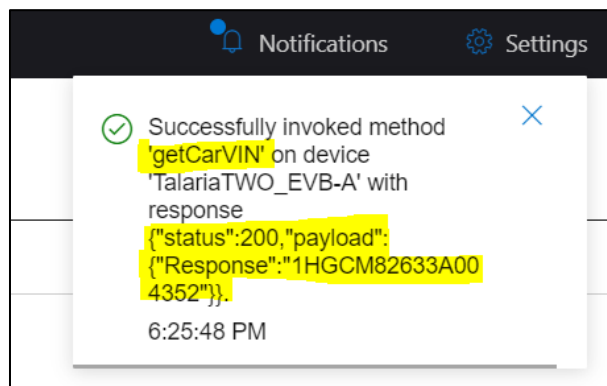 Notifications Settings
Successfully invoked method
'getCarVIN' on device
'TalariaTWO_EVB-A' with
response
{"status":200,"payload":
{"Response":"1HGCM82633A00
4352"}}.
6:25:48 PM